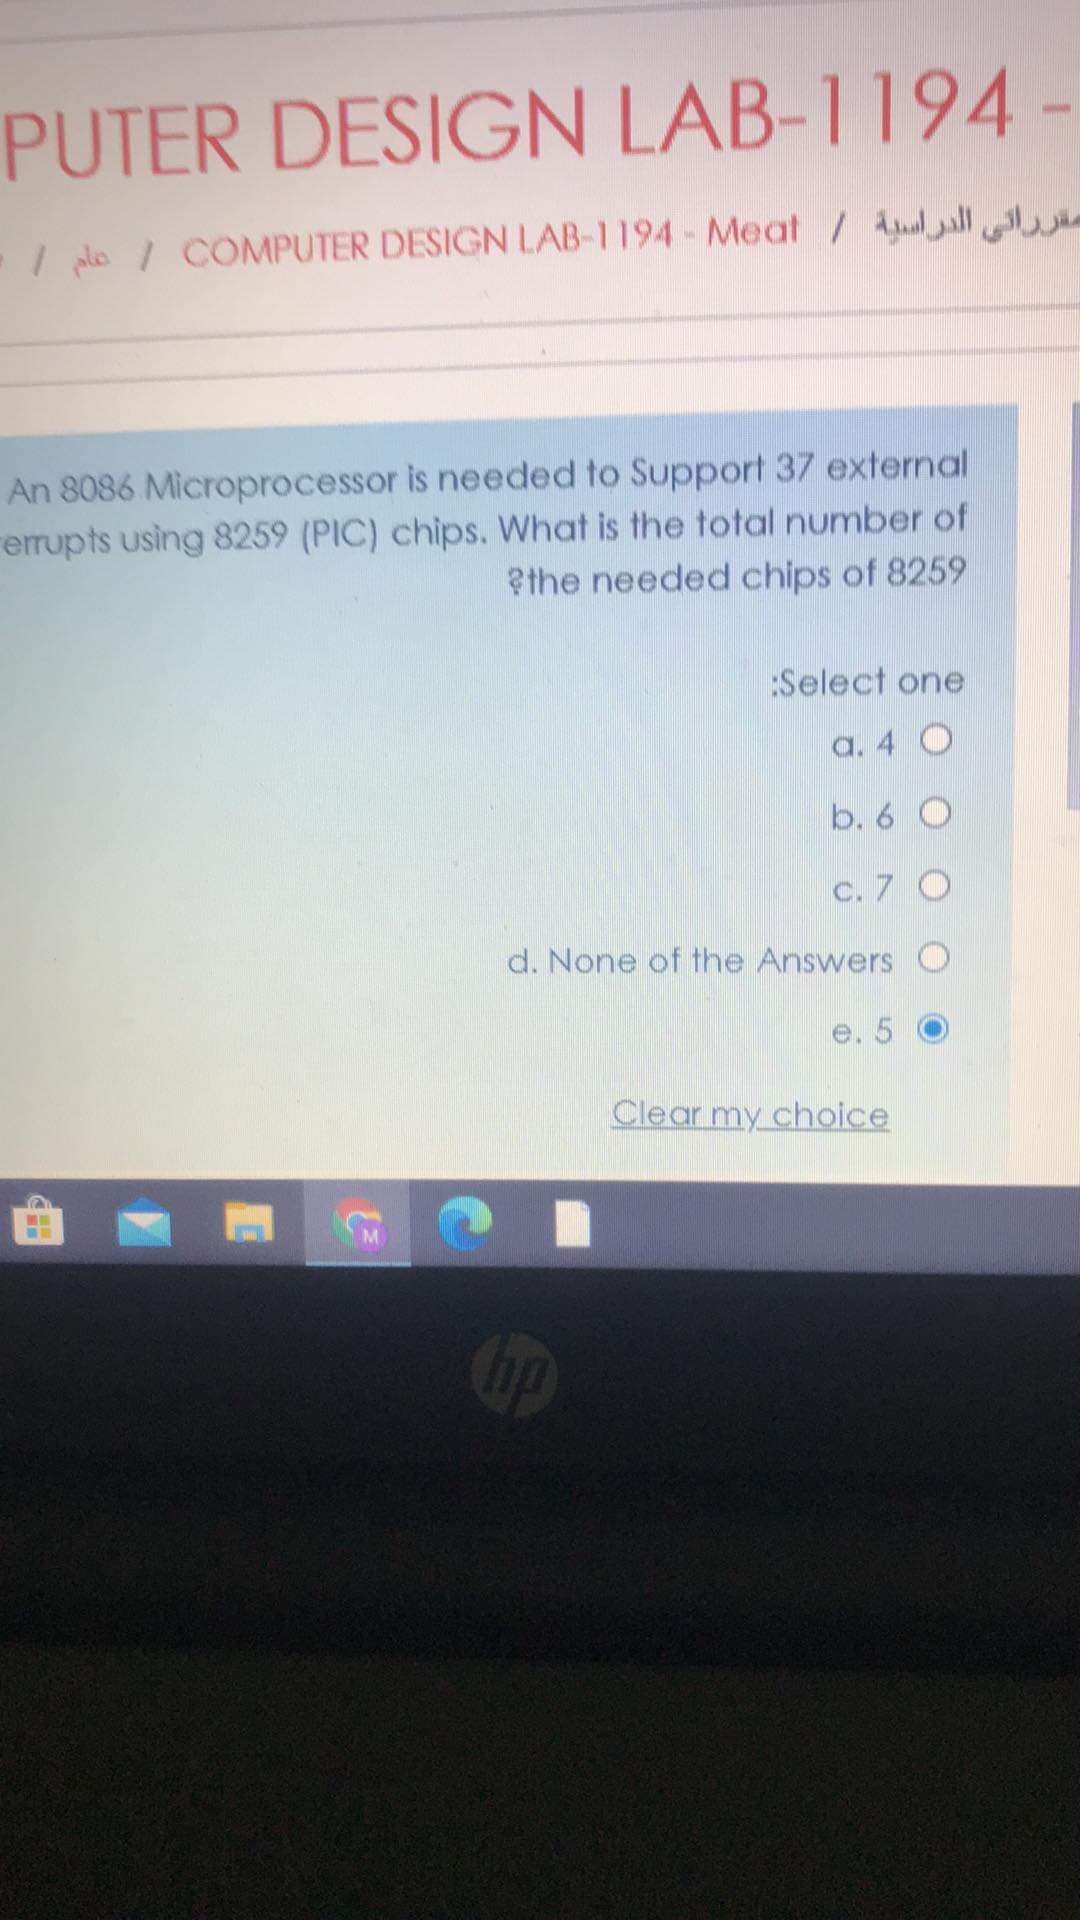 PUTER DESIGN LAB-1194 -
/ عام / COMPUTER DESIGN LAB-1194 - Meat / مقرراتي الدراسية
An 8086 Microprocessor is needed to Support 37 external
errupts using 8259 (PIC) chips. What is the total number of
?the needed chips of 8259
:Select one
a. 4
b. 6
c. 7
d. None of the Answers
e. 5
Clear my choice
M
hp